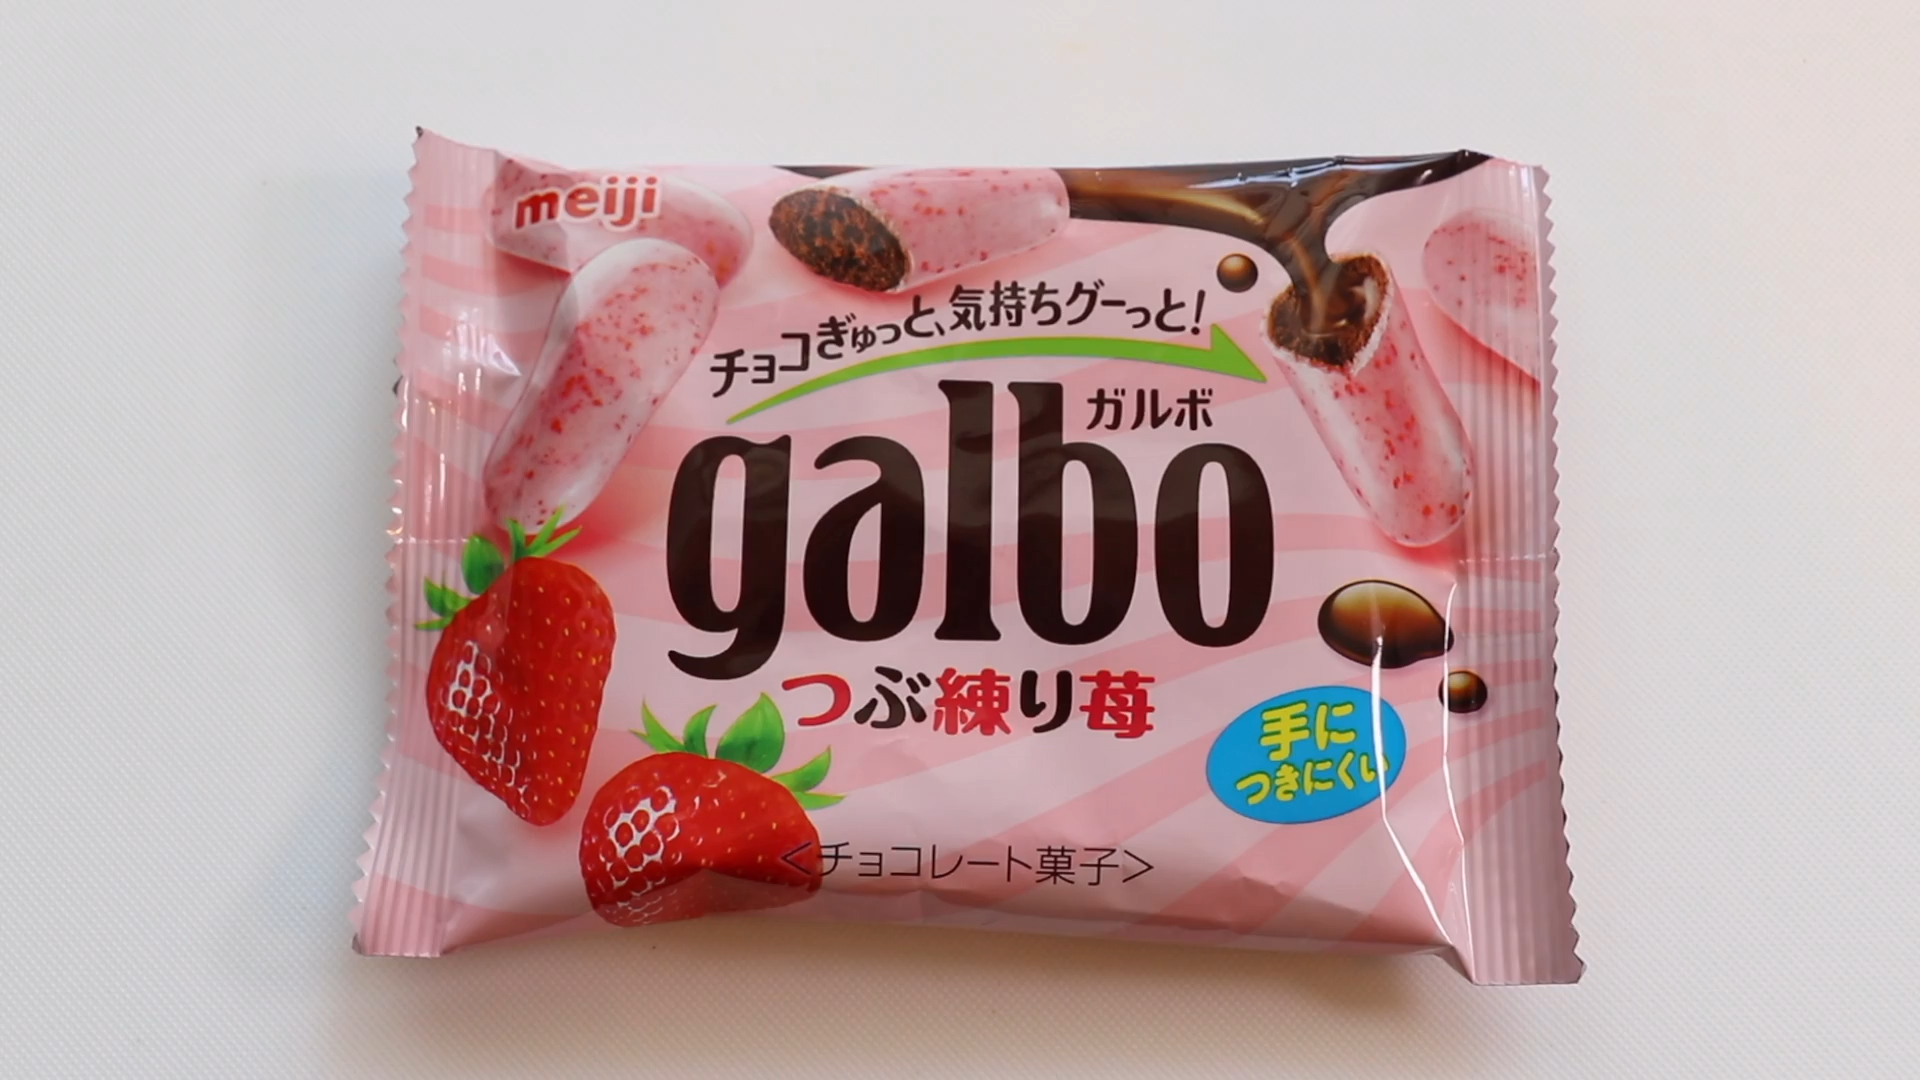 meiji
チョコぎゅっと、気持ちグーっと!
ガルボ
galbo
つぶ練り苺
手に
つきにくい
<チョコレート菓子>